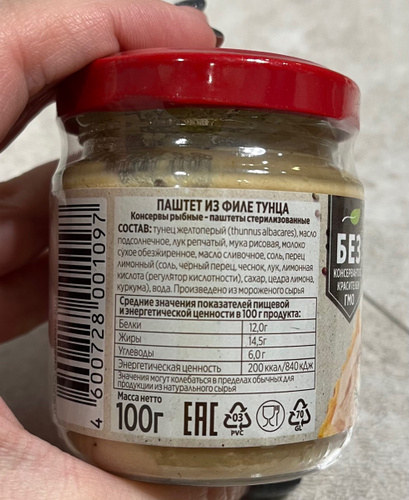 ПАШТЕТ ИЗ ФИЛЕ ТУНЦА
Консервы рыбные - паштеты стерилизованные
СОСТАВ: тунец желтоперый (thunnus albacares), масло
подсолнечное, лук репчатый, мука рисовая, молоко
сухое обезжиренное, масло сливочное, соль, перец
лимонный (соль, черный перец, чеснок, лук, лимонная
кислота (регулятор кислотности), сахар, цедра лимона,
куркума), вода. Произведено из мороженого сырья
Средние значения показателей пищевой
и энергетической ценности в 100 г продукта:
Белки 12,0г
Жиры 14,5г
Углеводы 6,0 г
Энергетическая ценность 200 ккал/840 кДж
Значения могут колебаться в пределах обычных для
продукции из натурального сырья
Масса нетто
100г
EAC
03
PVC
70
GL
4 600728 011097
БЕЗ
КОНСЕРВАНТОВ
КРАСИТЕЛЕЙ
ГМО